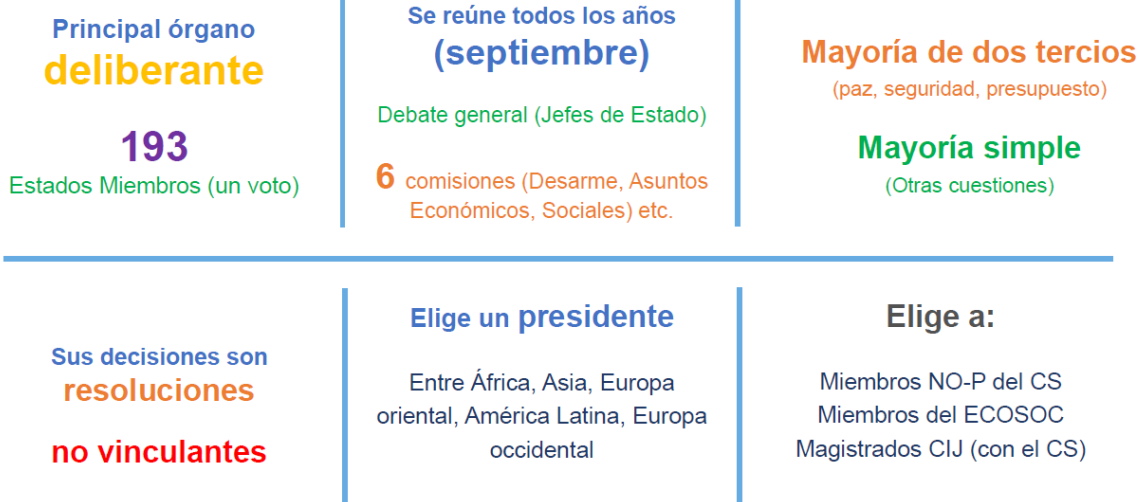 Principal órgano
deliberante
193
Estados Miembros (un voto)
Se reúne todos los años
(septiembre)
Debate general (Jefes de Estado)
6 comisiones (Desarme, Asuntos
Económicos, Sociales) etc.
Mayoría de dos tercios
(paz, seguridad, presupuesto)
Mayoría simple
(Otras cuestiones)
Sus decisiones son
resoluciones
no vinculantes
Elige un presidente
Entre África, Asia, Europa
oriental, América Latina, Europa
occidental
Elige a:
Miembros NO-P del CS
Miembros del ECOSOC
Magistrados CIJ (con el CS)